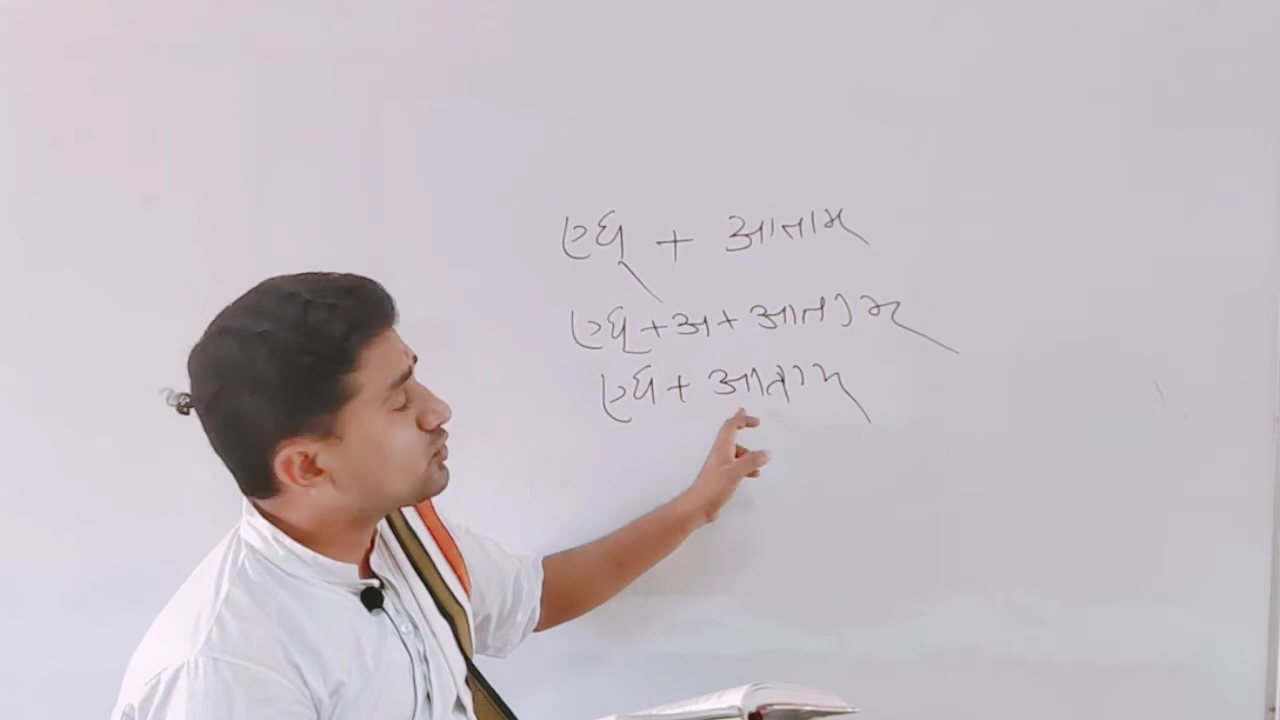 एध् + आताम्
एध् + अ + आताम्
एध + आताम्